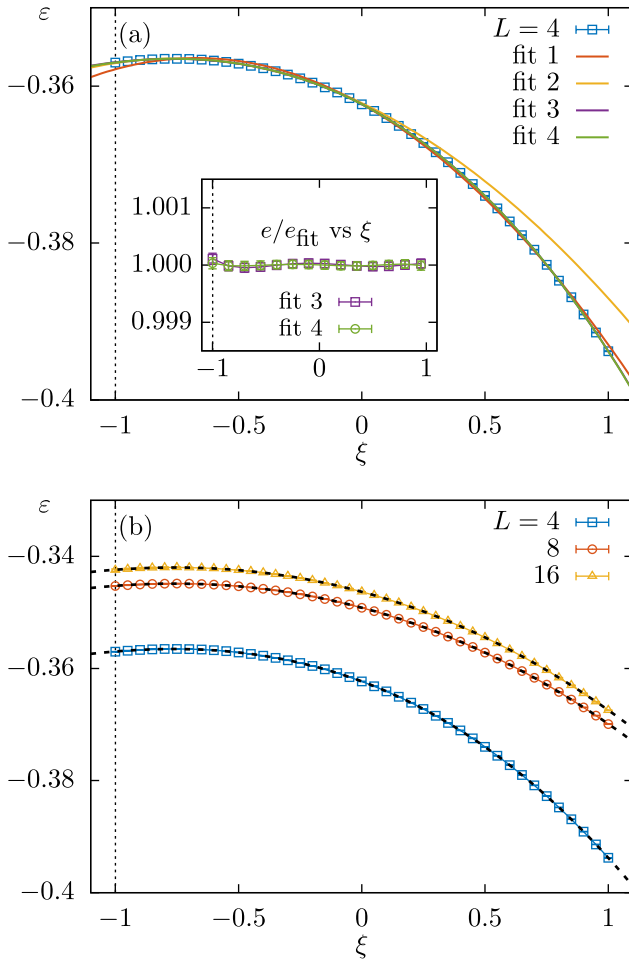 ε
(a)
L = 4
fit 1
fit 2
fit 3
fit 4
−0.36
−0.38
−0.4
1.001
1.000
0.999
e/e_fit vs ξ
fit 3
fit 4
−1 0 1
−1 −0.5 0 0.5 1
ξ
ε
(b)
L = 4
8
16
−0.34
−0.36
−0.38
−0.4
−1 −0.5 0 0.5 1
ξ